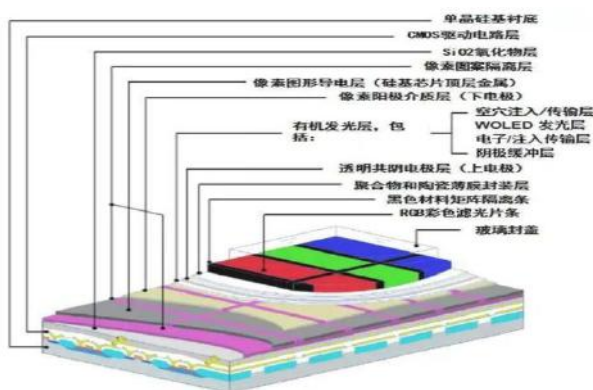 单晶硅基衬底
CMOS驱动电路层
SiO2氧化物层
像素图案隔离层
像素图形导电层（硅基芯片顶层金属）
像素阳极介质层（下电极）
有机发光层，包括：
空穴注入/传输层
WOLED 发光层
电子/注入传输层
阴极缓冲层
透明共阴电极层（上电极）
聚合物和陶瓷薄膜封装层
黑色材料矩阵隔离条
RGB彩色滤光片条
玻璃封盖